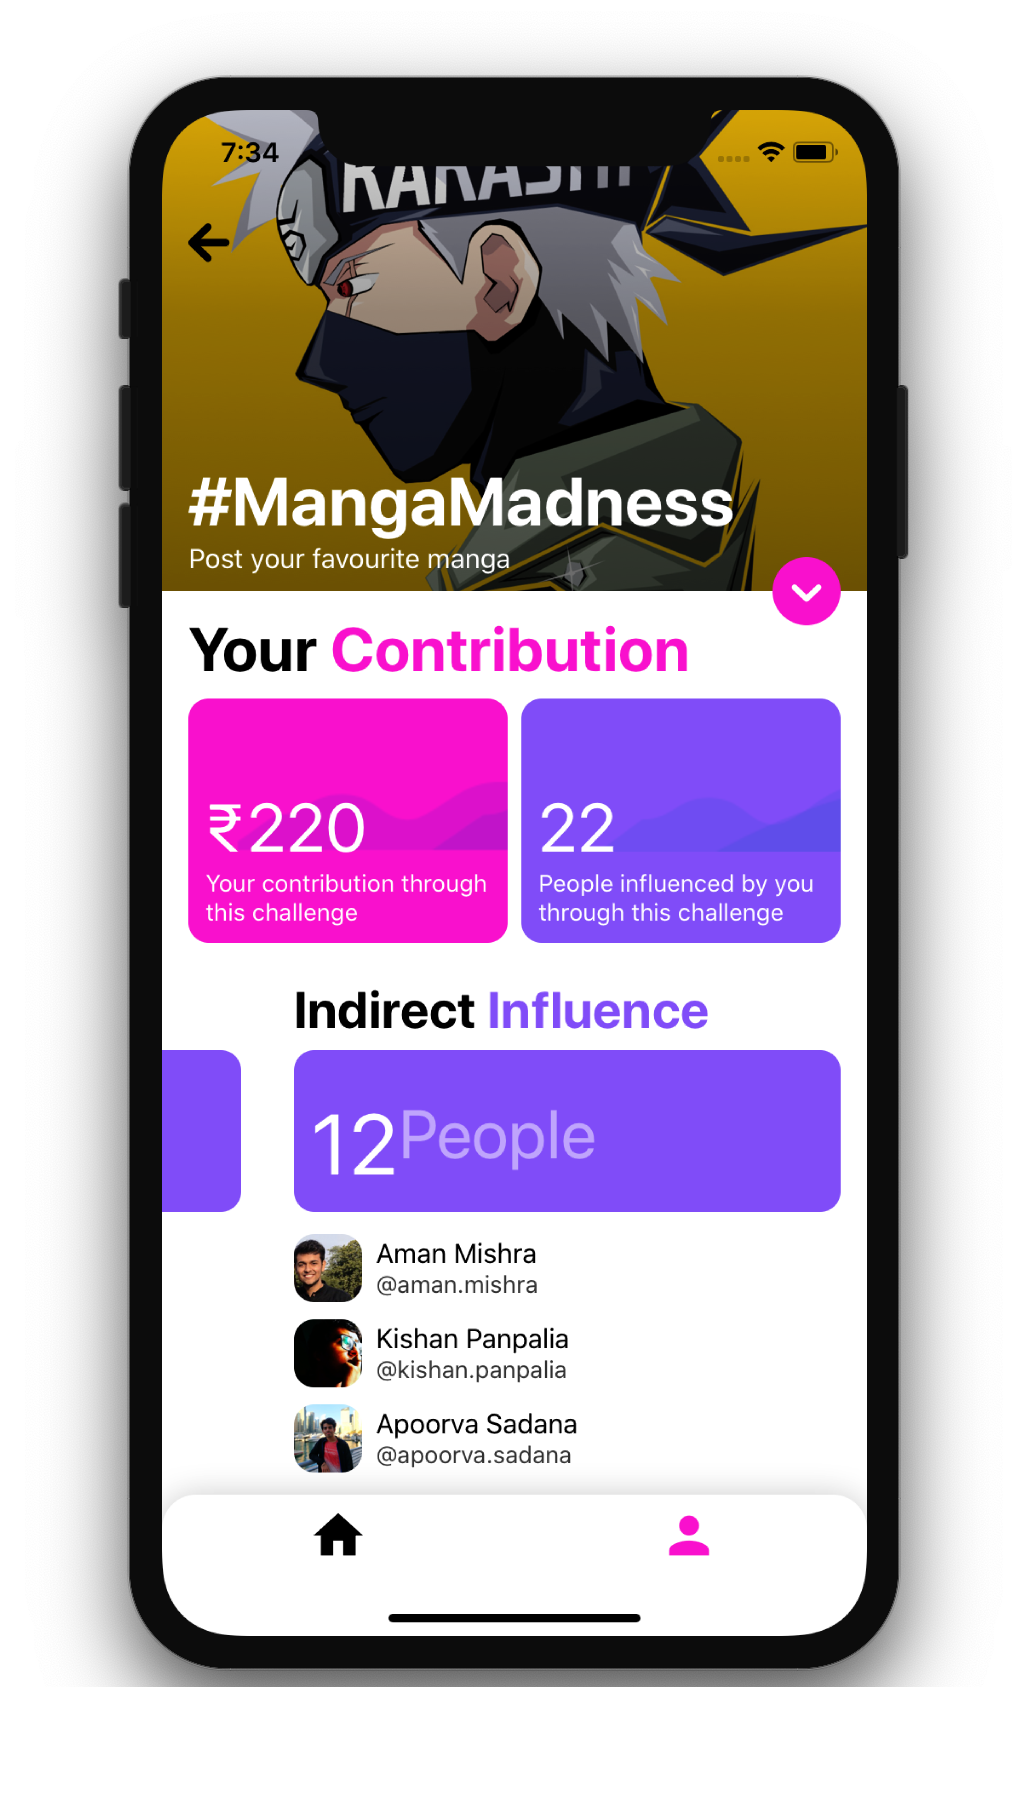 7:34
KAKASHI
#MangaMadness
Post your favourite manga
Your Contribution
₹220
Your contribution through
this challenge
22
People influenced by you
through this challenge
Indirect Influence
12 People
Aman Mishra
@aman.mishra
Kishan Panpalia
@kishan.panpalia
Apoorva Sadana
@apoorva.sadana